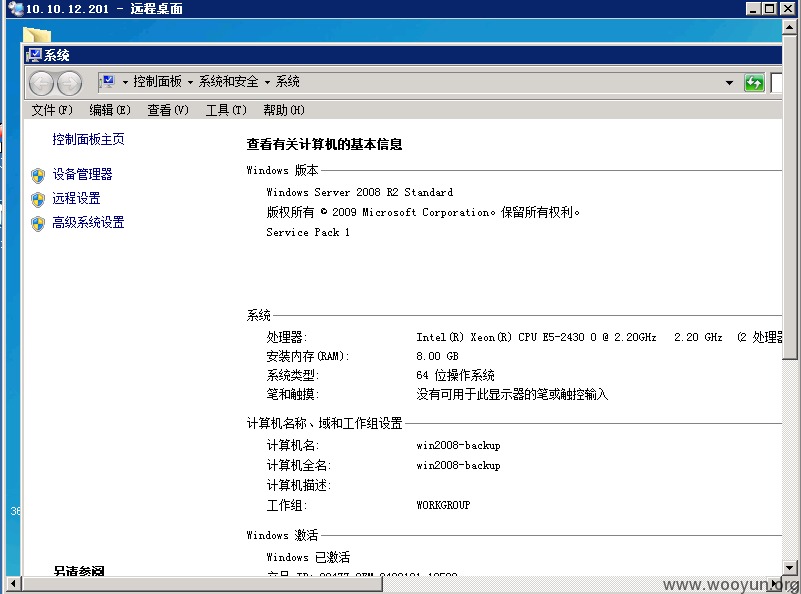 10.10.12.201 - 远程桌面
系统
控制面板 系统和安全 系统
文件(F) 编辑(E) 查看(V) 工具(T) 帮助(H)
控制面板主页
设备管理器
远程设置
高级系统设置
查看有关计算机的基本信息
Windows 版本
Windows Server 2008 R2 Standard
版权所有 © 2009 Microsoft Corporation。保留所有权利。
Service Pack 1
系统
处理器: Intel(R) Xeon(R) CPU E5-2430 0 @ 2.20GHz 2.20 GHz (2 处理器
安装内存(RAM): 8.00 GB
系统类型: 64 位操作系统
笔和触摸: 没有可用于此显示器的笔或触控输入
计算机名称、域和工作组设置
计算机名: win2008-backup
计算机全名: win2008-backup
计算机描述:
工作组: WORKGROUP
Windows 激活
Windows 已激活
另请参阅
36
www.wooyun.org